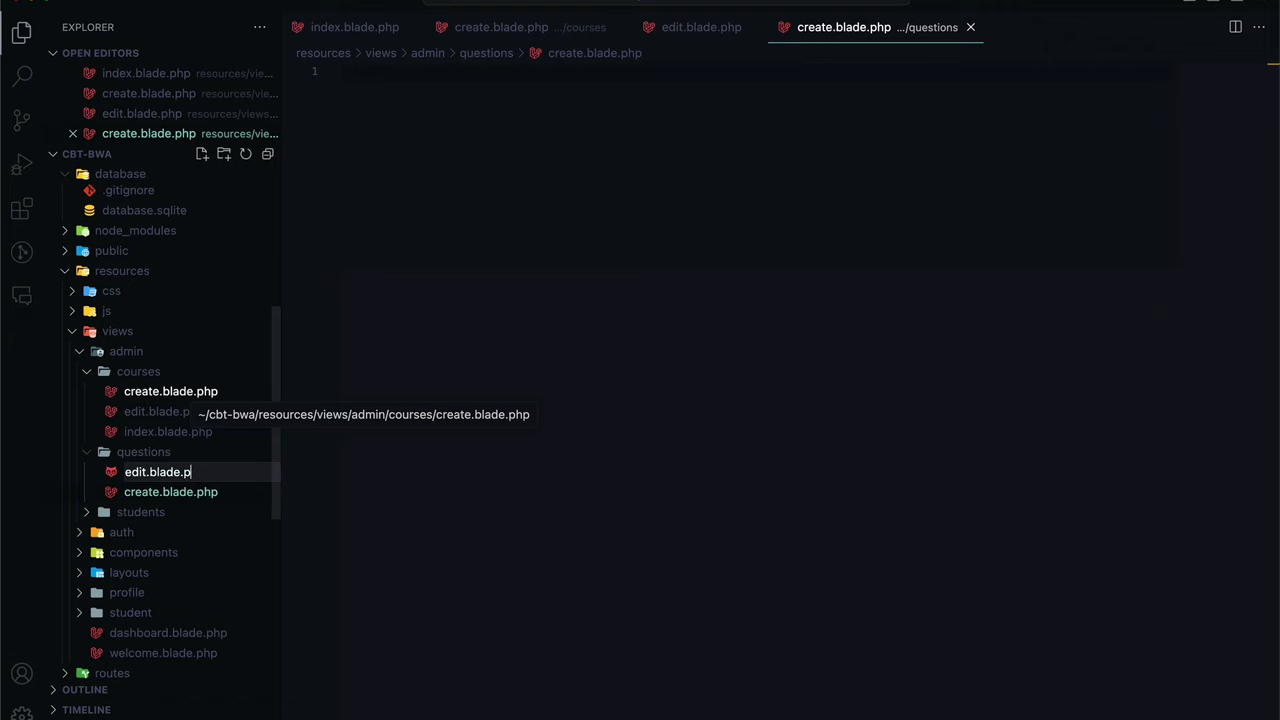 EXPLORER
index.blade.php
create.blade.php .../courses
edit.blade.php
create.blade.php .../questions
OPEN EDITORS
resources
views
admin
questions
create.blade.php
1
index.blade.php resources/vie...
create.blade.php resources/vie...
edit.blade.php resources/views...
create.blade.php resources/vie...
CBT-BWA
database
.gitignore
database.sqlite
node_modules
public
resources
css
js
views
admin
courses
create.blade.php
edit.blade.p
~/cbt-bwa/resources/views/admin/courses/create.blade.php
index.blade.php
questions
edit.blade.p
create.blade.php
students
auth
components
layouts
profile
student
dashboard.blade.php
welcome.blade.php
routes
OUTLINE
TIMELINE